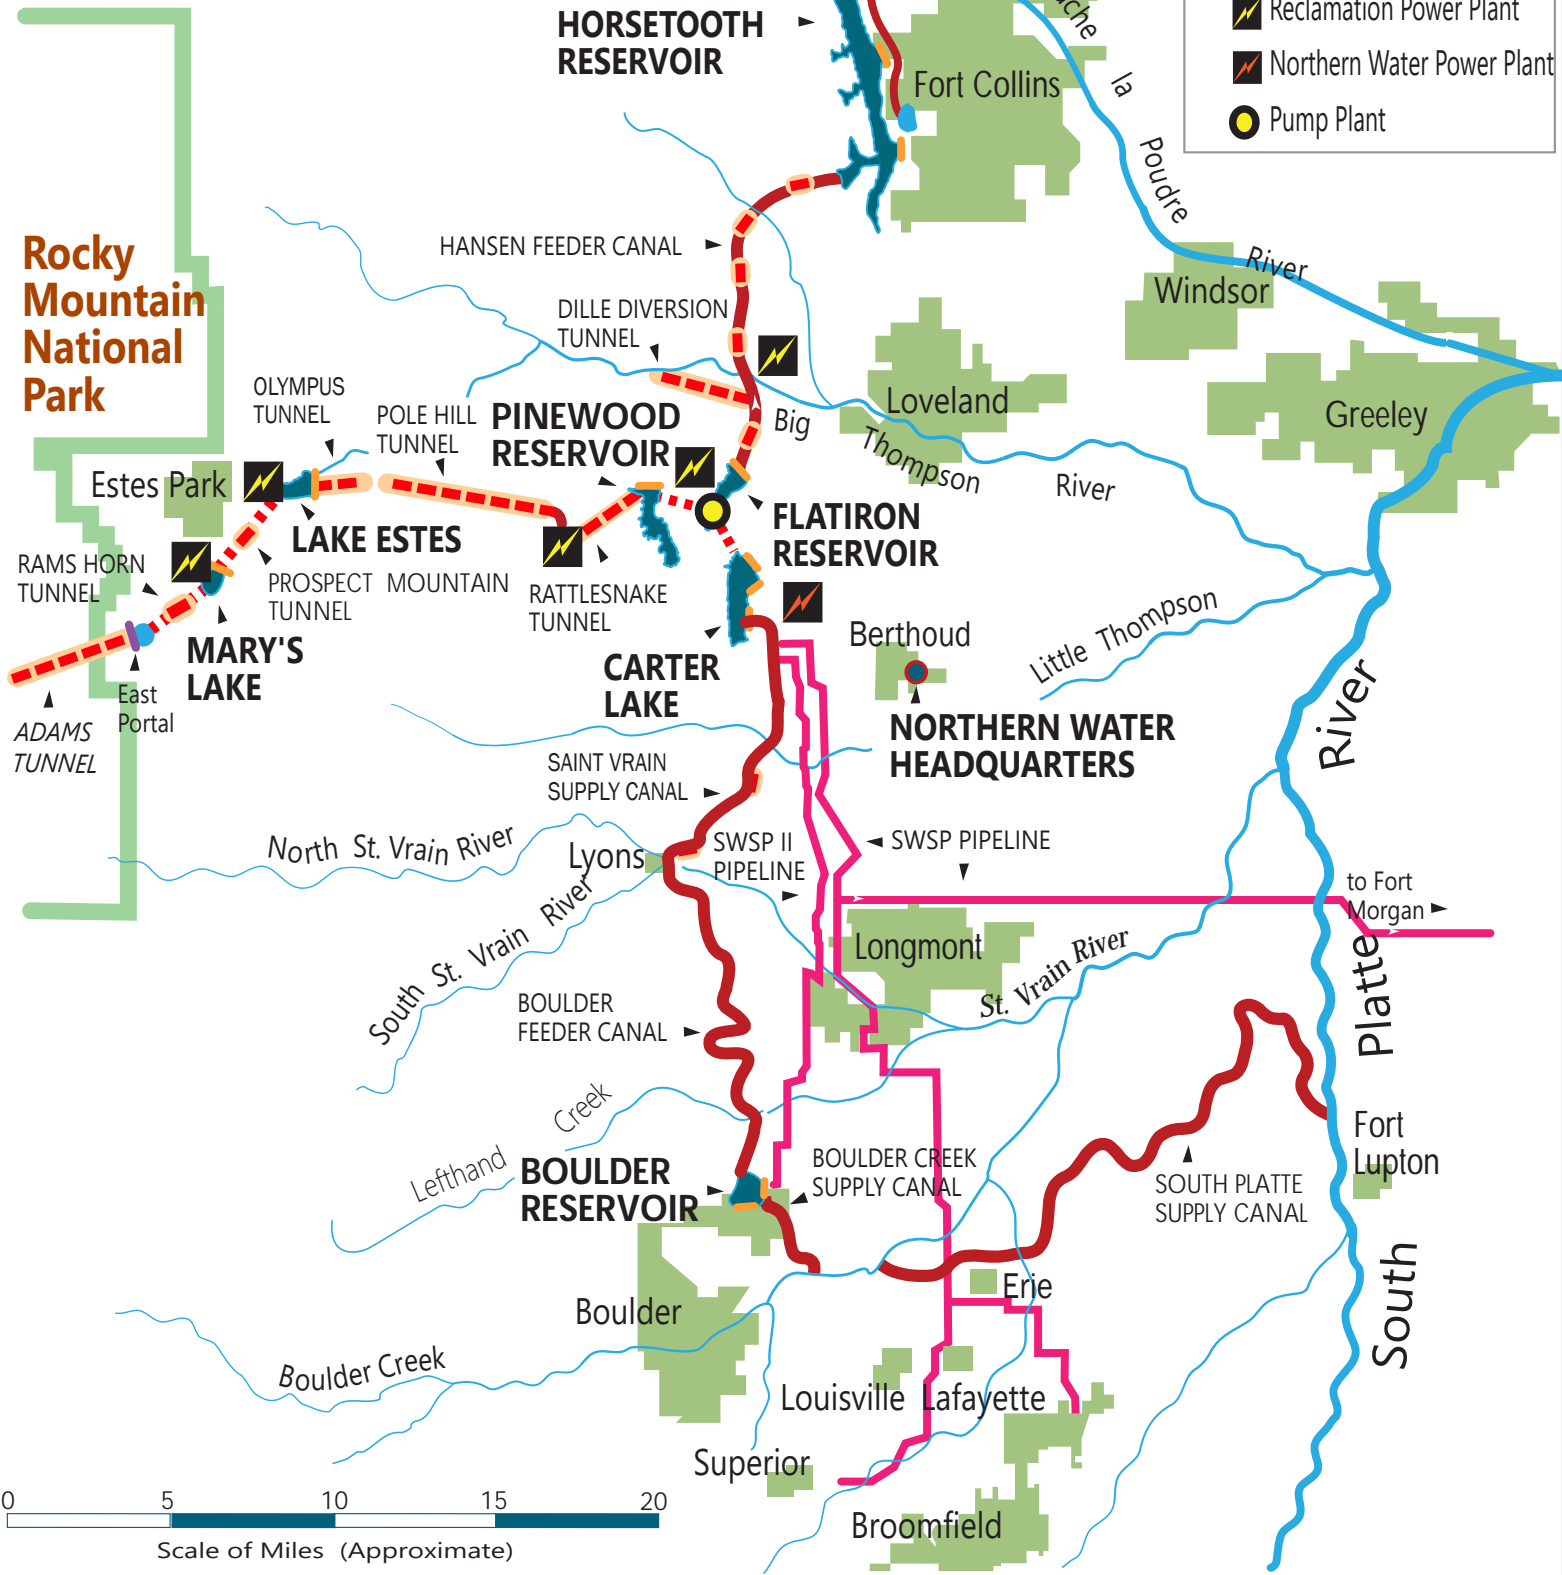 HORSETOOTH
RESERVOIR
Reclamation Power Plant
Northern Water Power Plant
Pump Plant
la
Poudre
River
Fort Collins
Windsor
HANSEN FEEDER CANAL
Rocky
Mountain
National
Park
DILLE DIVERSION
TUNNEL
OLYMPUS
TUNNEL
POLE HILL
TUNNEL
PINEWOOD
RESERVOIR
Big
Thompson
River
Loveland
Greeley
Estes Park
LAKE ESTES
FLATIRON
RESERVOIR
RAMS HORN
TUNNEL
PROSPECT MOUNTAIN
TUNNEL
RATTLESNAKE
TUNNEL
MARY'S
LAKE
East
Portal
ADAMS
TUNNEL
CARTER
LAKE
Berthoud
Little Thompson
NORTHERN WATER
HEADQUARTERS
River
SAINT VRAIN
SUPPLY CANAL
North St. Vrain River
Lyons
SWSP II
PIPELINE
SWSP PIPELINE
to Fort
Morgan
South St. Vrain River
Longmont
St. Vrain River
Platte
BOULDER
FEEDER CANAL
Lefthand Creek
BOULDER
RESERVOIR
BOULDER CREEK
SUPPLY CANAL
SOUTH PLATTE
SUPPLY CANAL
Fort
Lupton
South
Boulder
Erie
Boulder Creek
Louisville
Lafayette
Superior
Broomfield
0 5 10 15 20
Scale of Miles (Approximate)